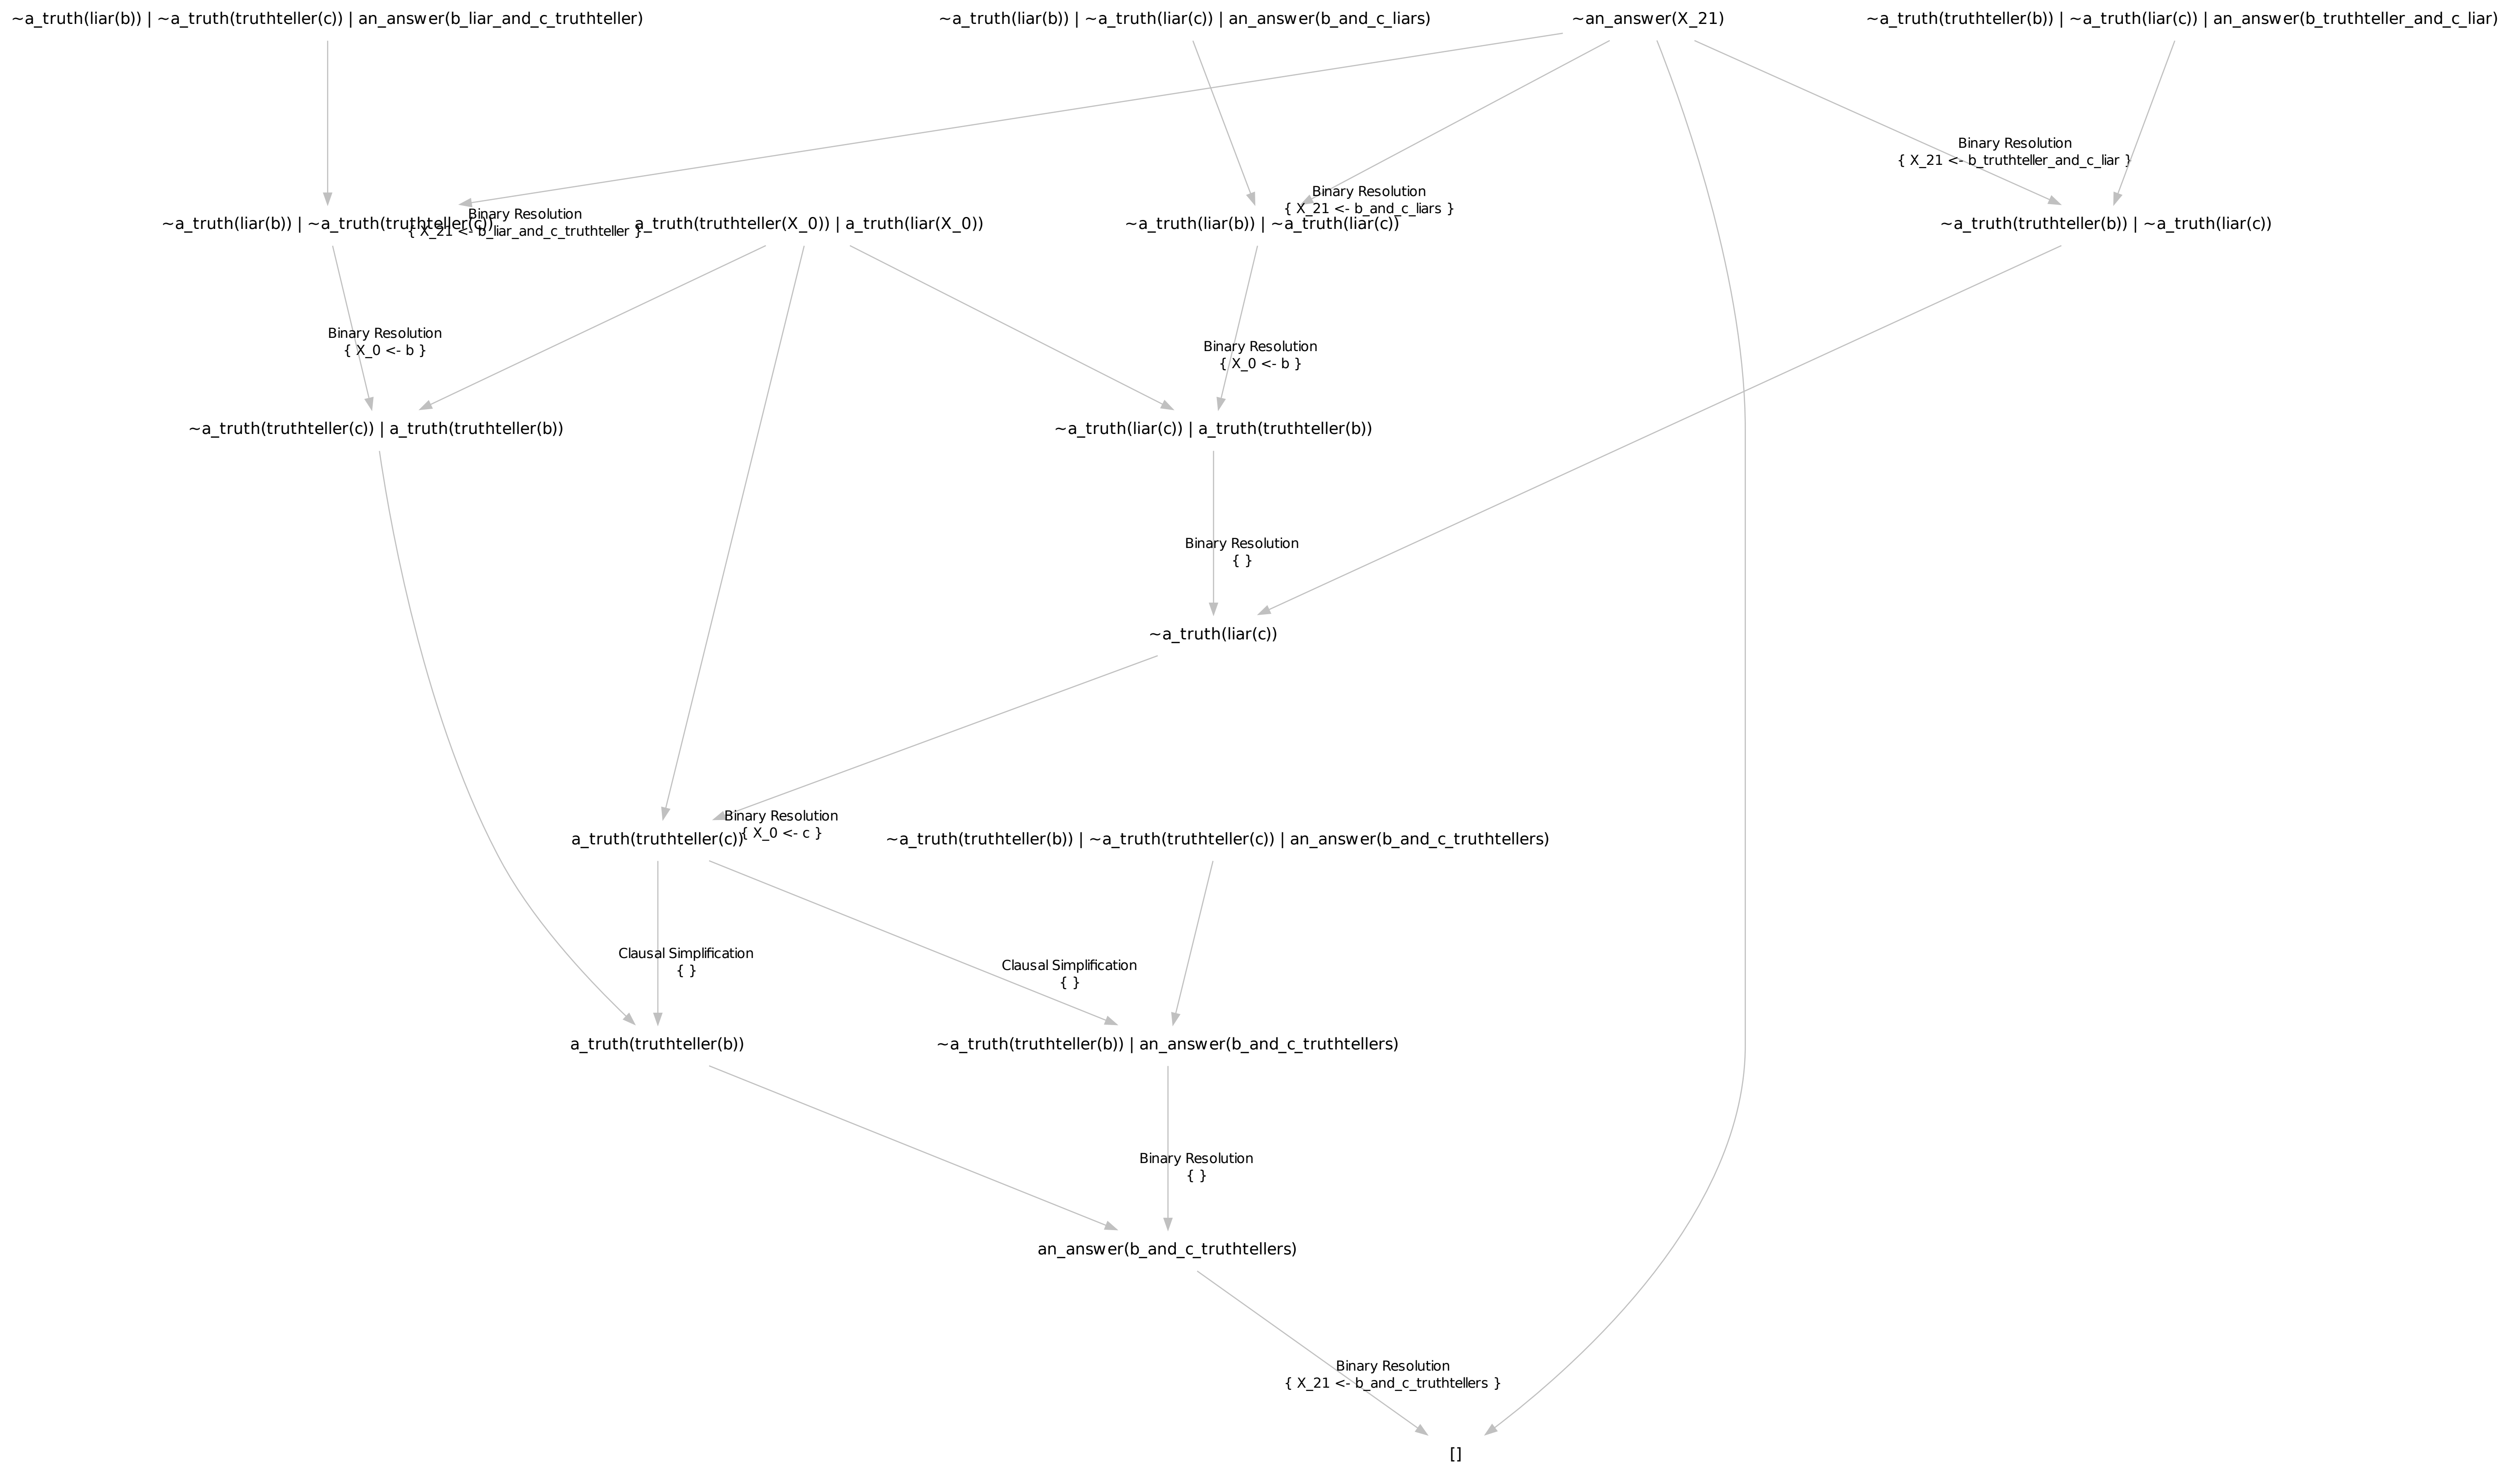 ~a_truth(liar(b)) | ~a_truth(truthteller(c)) | an_answer(b_liar_and_c_truthteller)
~a_truth(liar(b)) | ~a_truth(liar(c)) | an_answer(b_and_c_liars)
~an_answer(X_21)
~a_truth(truthteller(b)) | ~a_truth(liar(c)) | an_answer(b_truthteller_and_c_liar)
Binary Resolution
{ X_21 <- b_truthteller_and_c_liar }
Binary Resolution
{ X_21 <- b_and_c_liars }
Binary Resolution
{ X_21 <- b_liar_and_c_truthteller }
~a_truth(liar(b)) | ~a_truth(truthteller(c))
a_truth(truthteller(X_0)) | a_truth(liar(X_0))
~a_truth(liar(b)) | ~a_truth(liar(c))
~a_truth(truthteller(b)) | ~a_truth(liar(c))
Binary Resolution
{ X_0 <- b }
Binary Resolution
{ X_0 <- b }
~a_truth(truthteller(c)) | a_truth(truthteller(b))
~a_truth(liar(c)) | a_truth(truthteller(b))
Binary Resolution
{ }
~a_truth(liar(c))
Binary Resolution
{ X_0 <- c }
a_truth(truthteller(c))
~a_truth(truthteller(b)) | ~a_truth(truthteller(c)) | an_answer(b_and_c_truthtellers)
Clausal Simplification
{ }
Clausal Simplification
{ }
a_truth(truthteller(b))
~a_truth(truthteller(b)) | an_answer(b_and_c_truthtellers)
Binary Resolution
{ }
an_answer(b_and_c_truthtellers)
Binary Resolution
{ X_21 <- b_and_c_truthtellers }
[]